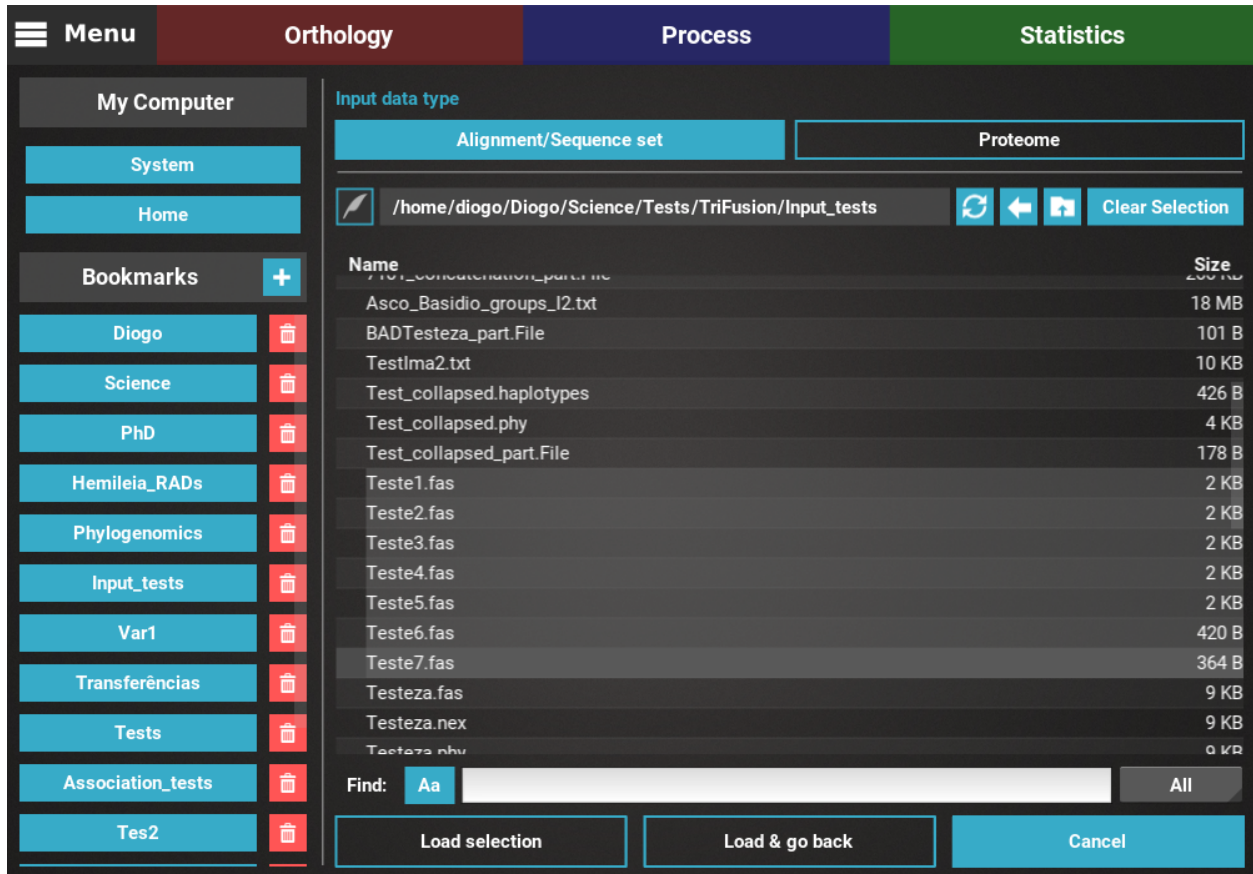 Menu
Orthology
Process
Statistics
My Computer
System
Home
Bookmarks
+
Diogo
Science
PhD
Hemileia_RADs
Phylogenomics
Input_tests
Var1
Transferências
Tests
Association_tests
Tes2
Input data type
Alignment/Sequence set
Proteome
/home/diogo/Diogo/Science/Tests/TriFusion/Input_tests
Clear Selection
Name Size
Asco_Basidio_groups_l2.txt 18 MB
BADTesteza_part.File 101 B
TestIma2.txt 10 KB
Test_collapsed.haplotypes 426 B
Test_collapsed.phy 4 KB
Test_collapsed_part.File 178 B
Teste1.fas 2 KB
Teste2.fas 2 KB
Teste3.fas 2 KB
Teste4.fas 2 KB
Teste5.fas 2 KB
Teste6.fas 420 B
Teste7.fas 364 B
Testeza.fas 9 KB
Testeza.nex 9 KB
Testeza.phy 9 KB
Find: Aa All
Load selection
Load & go back
Cancel